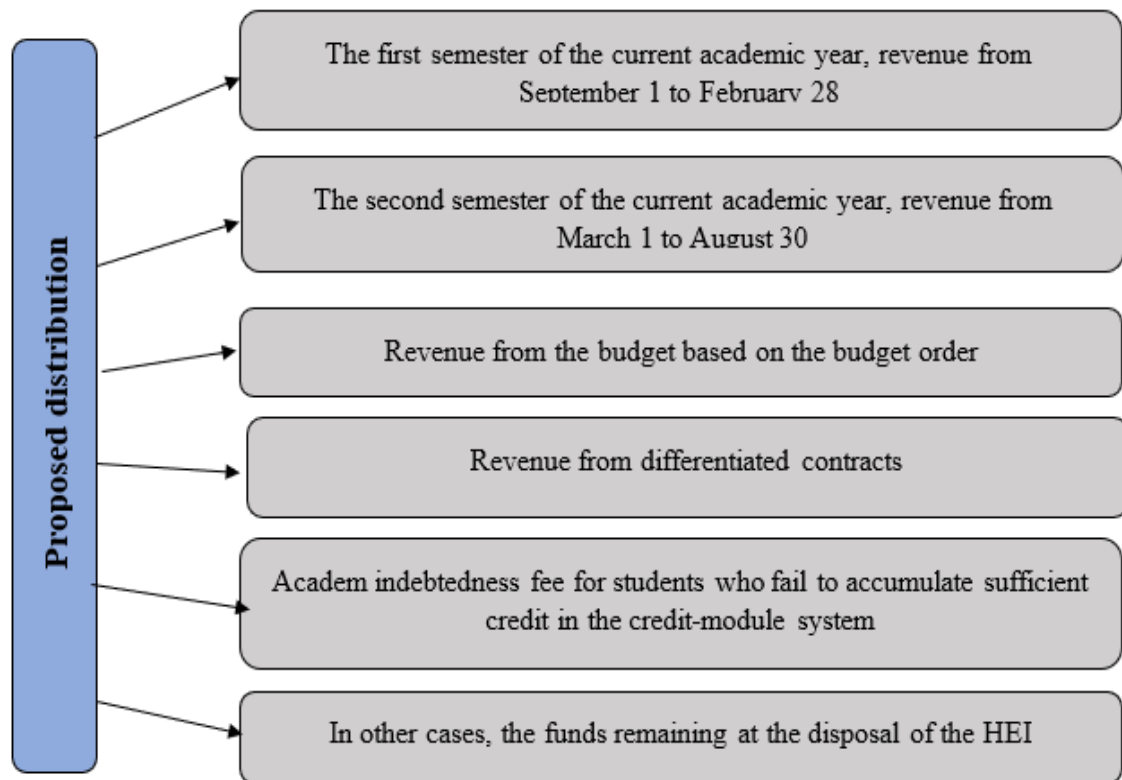 Proposed distribution
The first semester of the current academic year, revenue from
September 1 to February 28
The second semester of the current academic year, revenue from
March 1 to August 30
Revenue from the budget based on the budget order
Revenue from differentiated contracts
Academ indebtedness fee for students who fail to accumulate sufficient
credit in the credit-module system
In other cases, the funds remaining at the disposal of the HEI